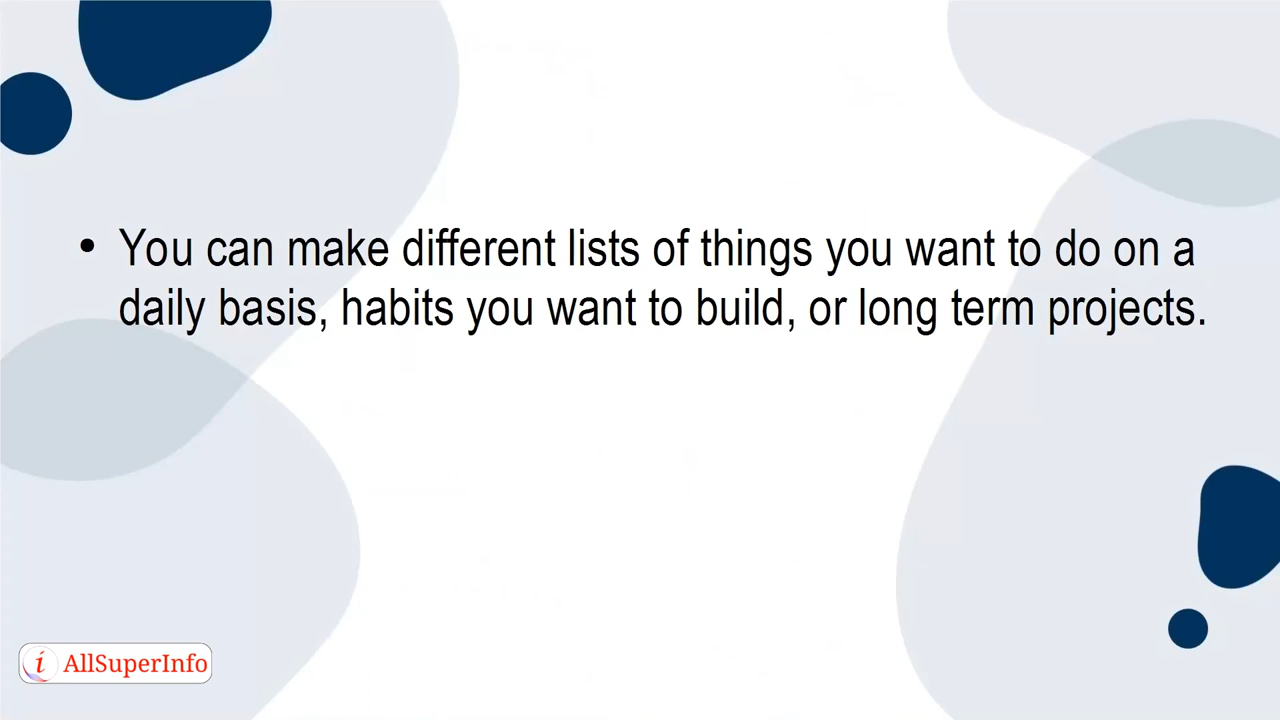 • You can make different lists of things you want to do on a
daily basis, habits you want to build, or long term projects.
i AllSuperInfo